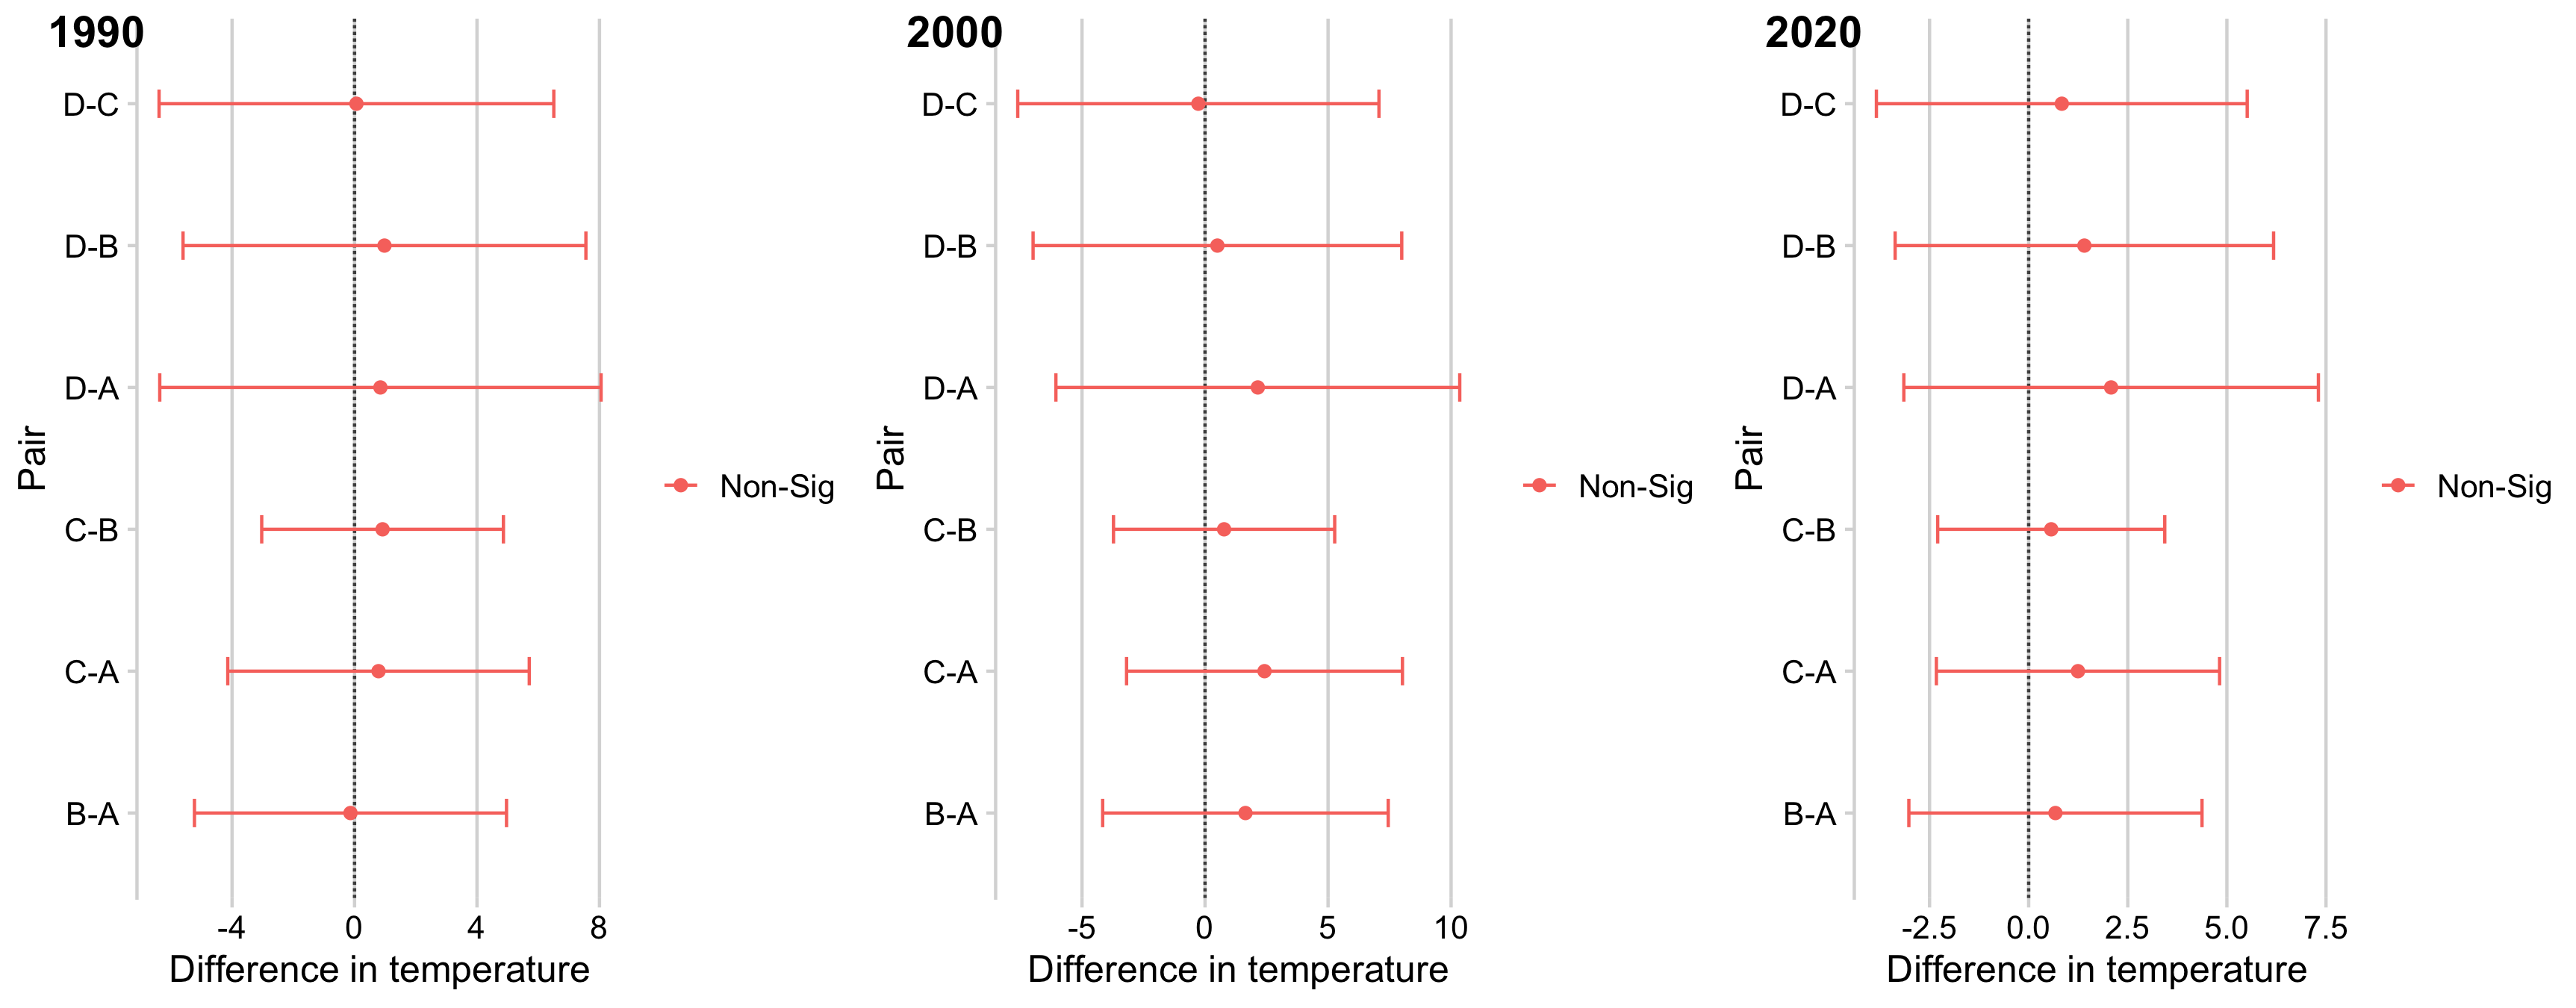 1990
D-C
D-B
D-A
C-B
C-A
B-A
Pair
-4 0 4 8
Difference in temperature
Non-Sig
2000
D-C
D-B
D-A
C-B
C-A
B-A
Pair
-5 0 5 10
Difference in temperature
Non-Sig
2020
D-C
D-B
D-A
C-B
C-A
B-A
Pair
-2.5 0.0 2.5 5.0 7.5
Difference in temperature
Non-Sig